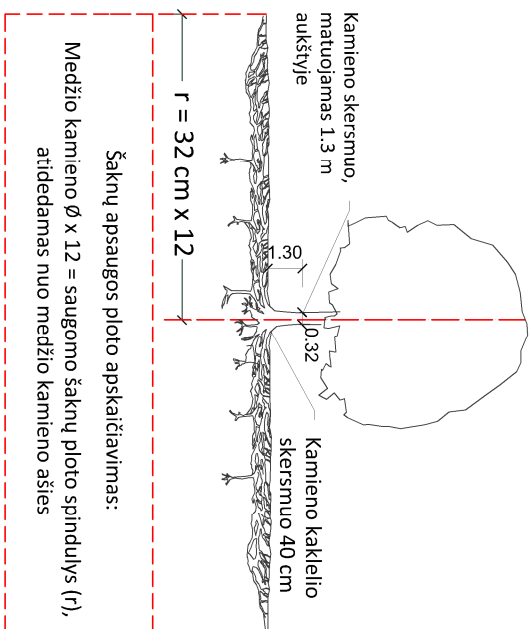 Kamieno skersmuo,
matuojamas 1.3 m
aukštyje
1.30
0.32
Kamieno kaklelio
skersmuo 40 cm
r = 32 cm x 12
Šaknų apsaugos ploto apskaičiavimas:
Medžio kamieno Ø x 12 = saugomo šaknų ploto spindulys (r),
atidedamas nuo medžio kamieno ašies